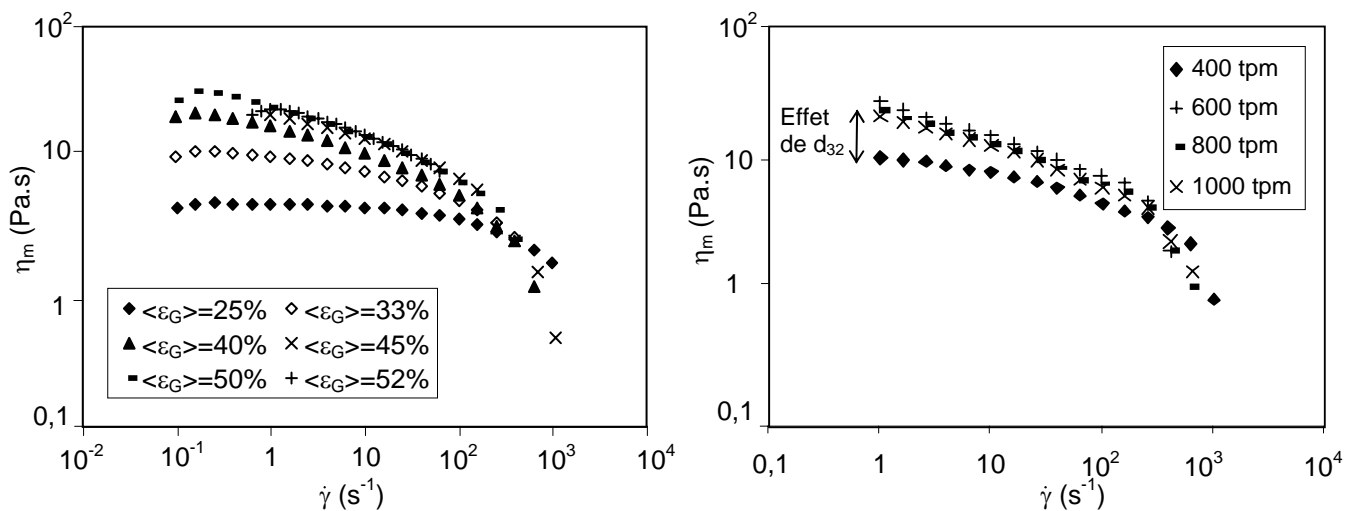 10²
10
1
0,1
η_m (Pa.s)
<ε_G>=25% <ε_G>=33%
<ε_G>=40% <ε_G>=45%
<ε_G>=50% <ε_G>=52%
10⁻² 10⁻¹ 1 10 10² 10³ 10⁴
γ̇ (s⁻¹)
10²
10
1
0,1
η_m (Pa.s)
400 tpm
600 tpm
800 tpm
1000 tpm
Effet
de d₃₂
0,1 1 10 10² 10³ 10⁴
γ̇ (s⁻¹)